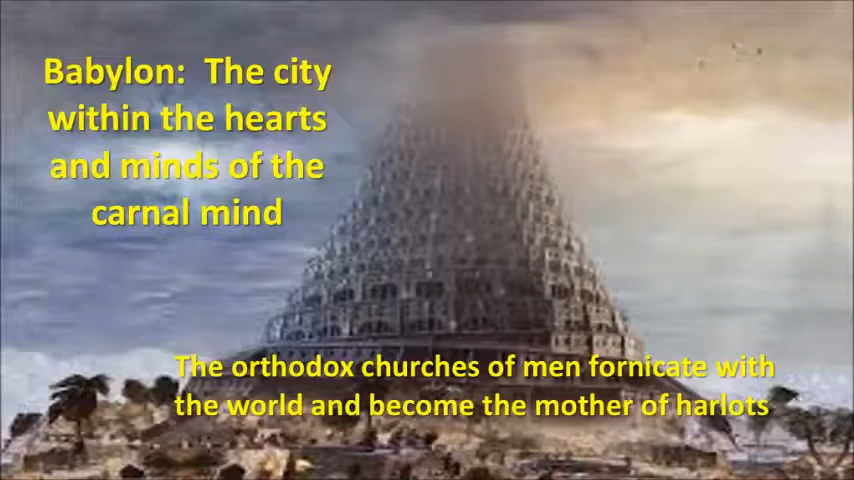 Babylon:  The city
within the hearts
and minds of the
carnal mind
The orthodox churches of men fornicate with
the world and become the mother of harlots